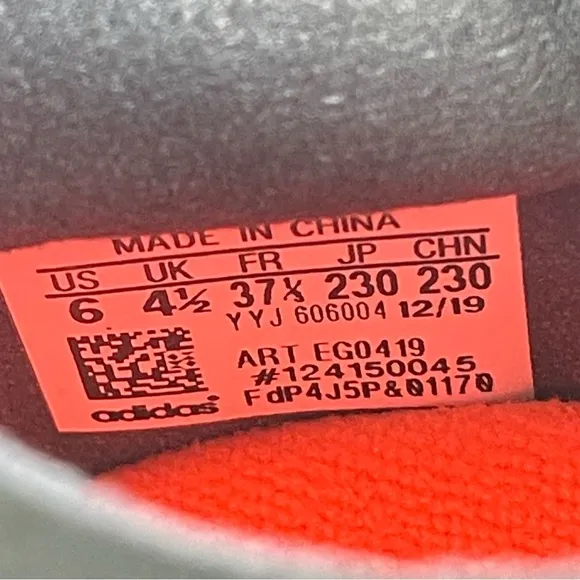 MADE IN CHINA
US UK FR JP CHN
6 4½ 37⅓ 230 230
YYJ 606004 12/19
ART EG0419
#124150045
FdP4J5P&01170
adidas